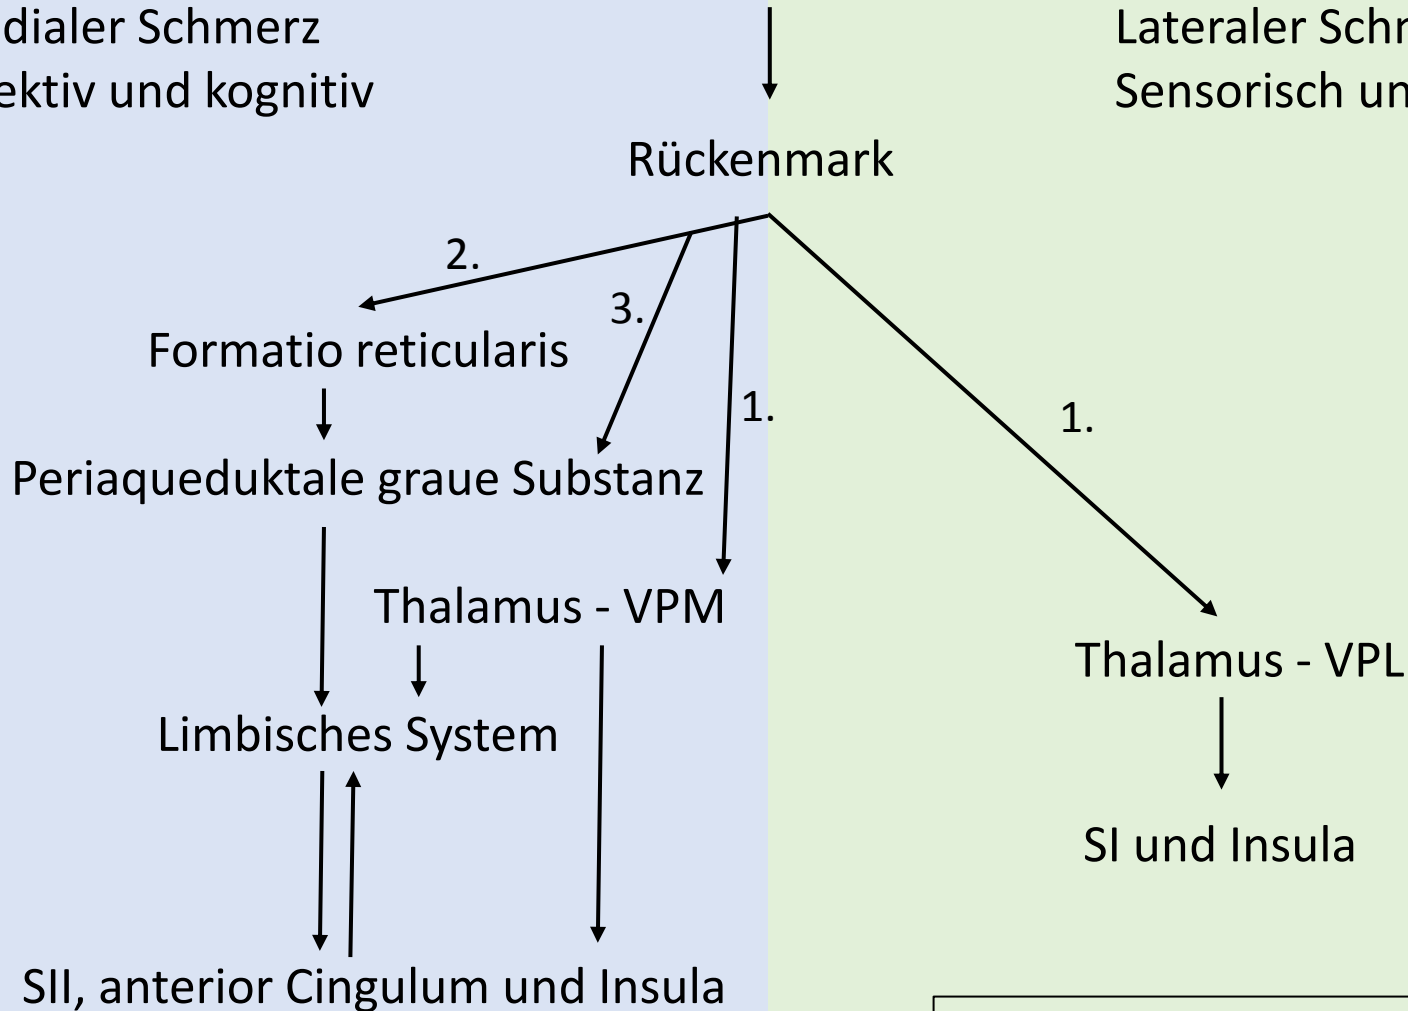 dialer Schmerz
ektiv und kognitiv
Lateraler Schm
Sensorisch un
Rückenmark
2.
3.
Formatio reticularis
1.
1.
Periaqueduktale graue Substanz
Thalamus - VPM
Thalamus - VPL
Limbisches System
SI und Insula
SII, anterior Cingulum und Insula